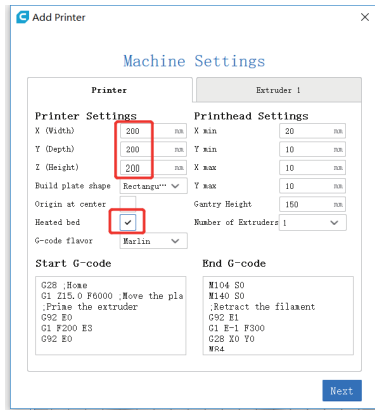 Add Printer
Machine Settings
Printer
Extruder 1
Printer Settings
X (Width) 200 mm
Y (Depth) 200 mm
Z (Height) 200 mm
Build plate shape Rectangu...
Origin at center
Heated bed
G-code flavor Marlin
Printhead Settings
X min 20 mm
Y min 10 mm
X max 10 mm
Y max 10 mm
Gantry Height 150 mm
Number of Extruders 1
Start G-code
G28 ;Home
G1 Z15.0 F6000 ;Move the pla
;Prime the extruder
G92 E0
G1 F200 E3
G92 E0
End G-code
M104 S0
M140 S0
;Retract the filament
G92 E1
G1 E-1 F300
G28 X0 Y0
M84
Next